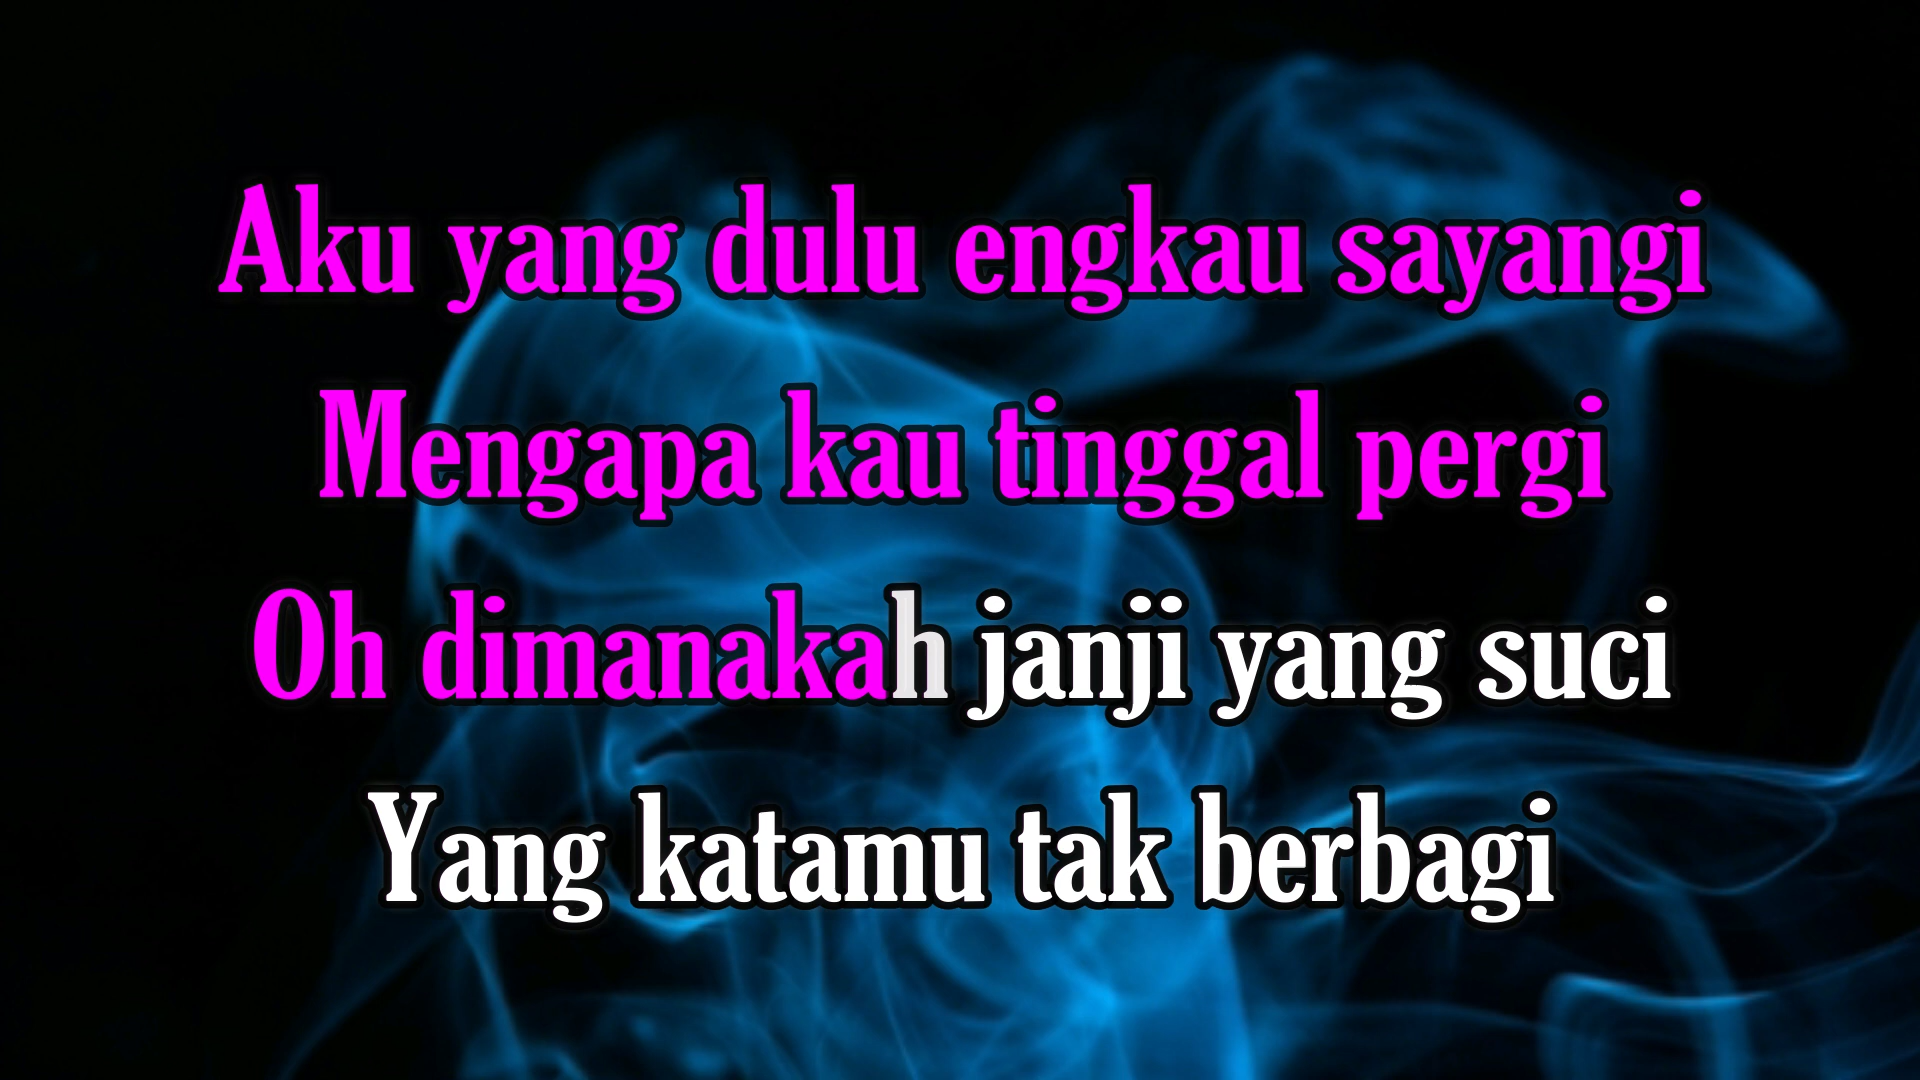 Aku yang dulu engkau sayangi
Mengapa kau tinggal pergi
Oh dimanakah janji yang suci
Yang katamu tak berbagi